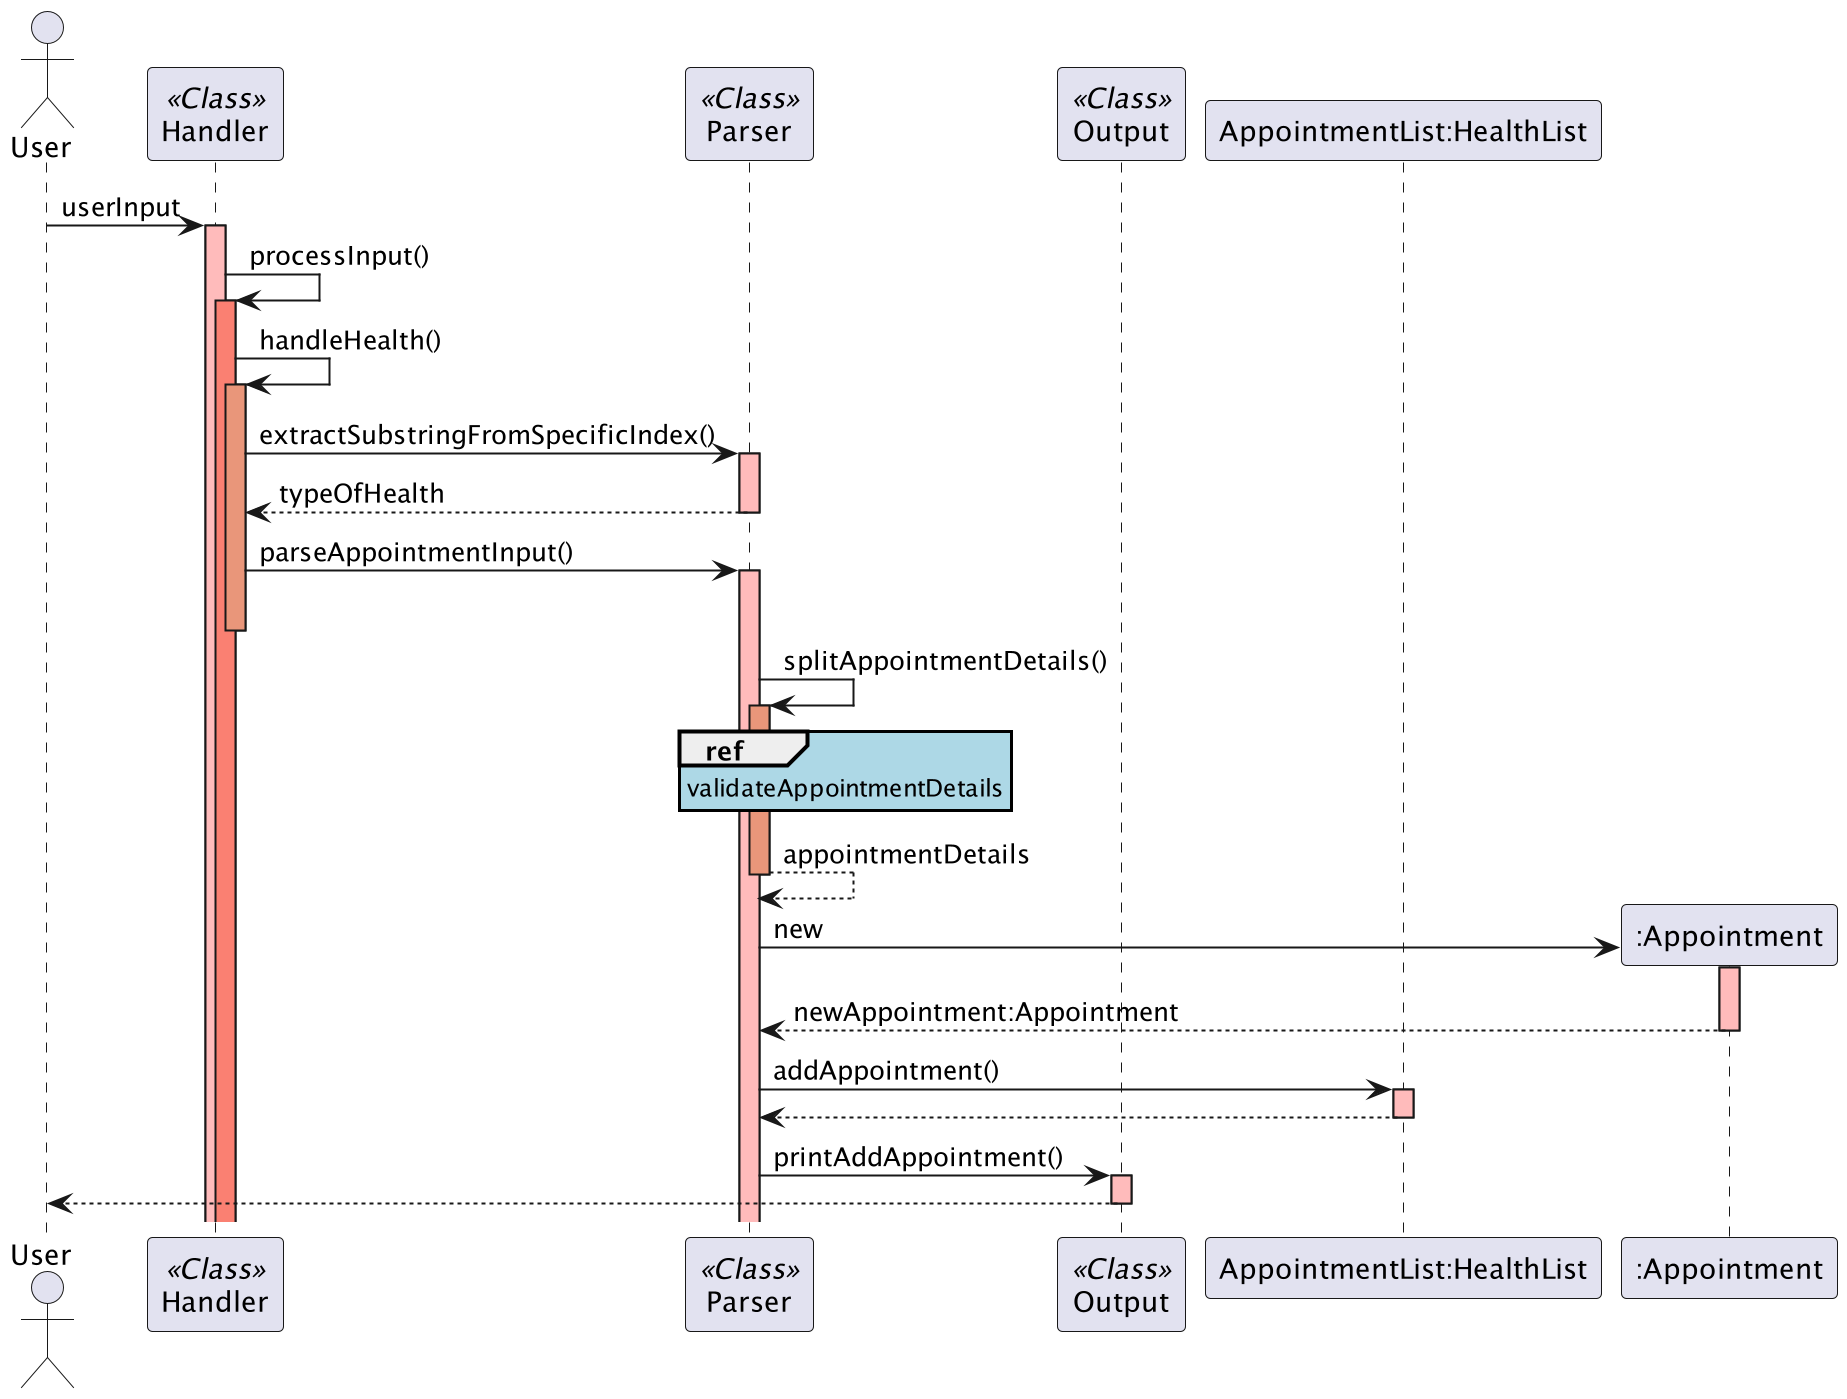 User
«Class»
Handler
«Class»
Parser
«Class»
Output
AppointmentList:HealthList
userInput
processInput()
handleHealth()
extractSubstringFromSpecificIndex()
typeOfHealth
parseAppointmentInput()
splitAppointmentDetails()
ref
validateAppointmentDetails
appointmentDetails
new
:Appointment
newAppointment:Appointment
addAppointment()
printAddAppointment()
User
«Class»
Handler
«Class»
Parser
«Class»
Output
AppointmentList:HealthList
:Appointment